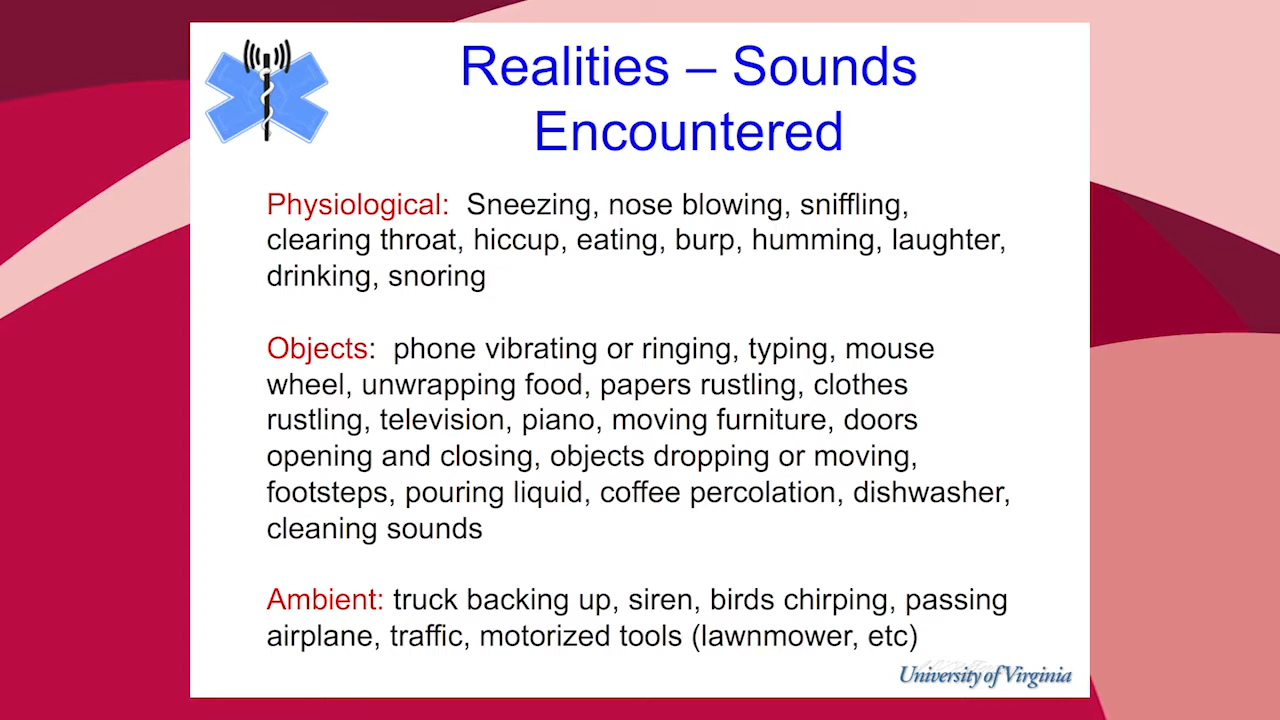 Realities – Sounds
Encountered
Physiological: Sneezing, nose blowing, sniffling,
clearing throat, hiccup, eating, burp, humming, laughter,
drinking, snoring
Objects: phone vibrating or ringing, typing, mouse
wheel, unwrapping food, papers rustling, clothes
rustling, television, piano, moving furniture, doors
opening and closing, objects dropping or moving,
footsteps, pouring liquid, coffee percolation, dishwasher,
cleaning sounds
Ambient: truck backing up, siren, birds chirping, passing
airplane, traffic, motorized tools (lawnmower, etc)
University of Virginia